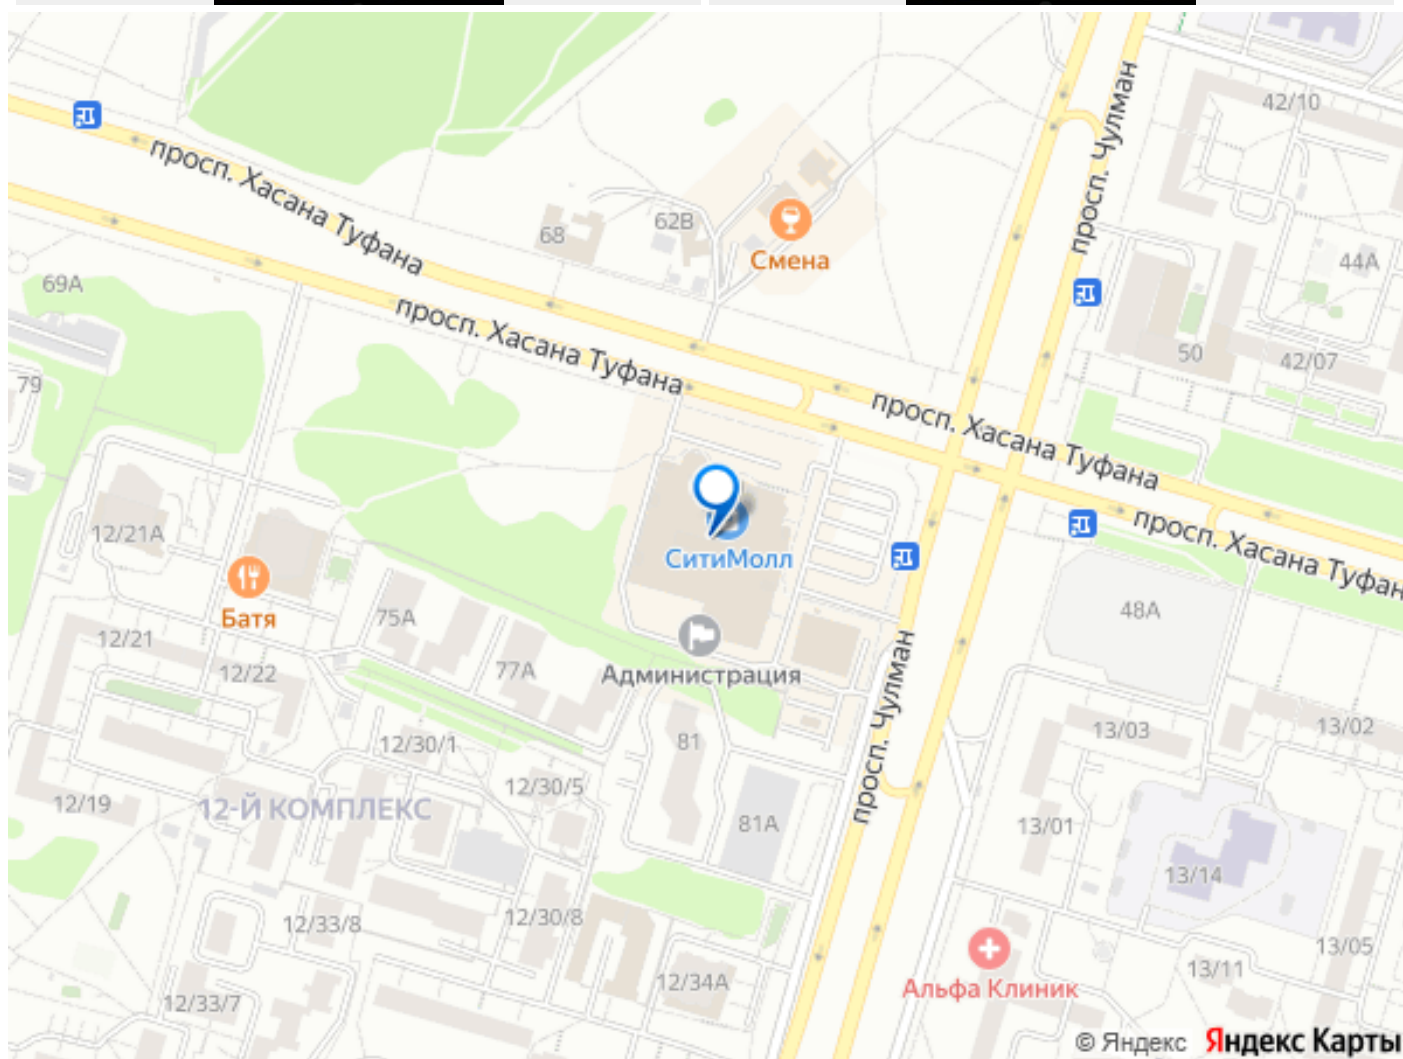 42/10
просп. Чулман
просп. Чулман
просп. Хасана Туфана
62В
68
Смена
44А
69А
просп. Хасана Туфана
50
42/07
79
просп. Хасана Туфана
просп. Хасана Туфан
12/21А
СитиМолл
Батя
75А
48А
12/21
12/22
77А
Администрация
просп. Чулман
81
13/03
13/02
12/30/1
12/30/5
12/19
12-Й КОМПЛЕКС
81А
13/01
13/14
12/33/8
12/30/8
13/05
13/11
12/34А
Альфа Клиник
12/33/7
© Яндекс Яндекс Карты